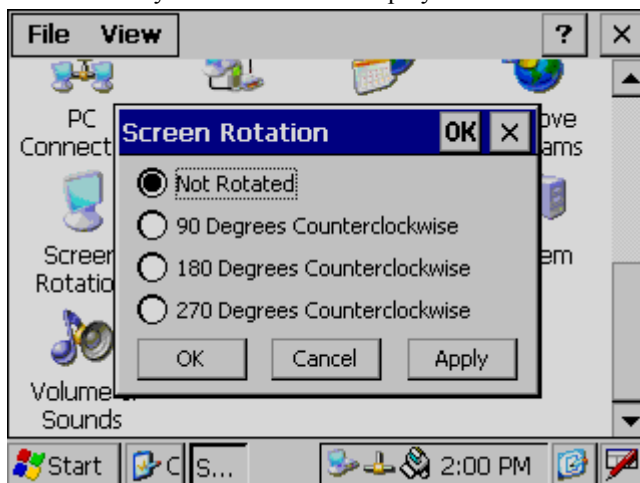 File View ? ×
PC
Connect
Screen Rotation OK ×
ove
ams
Not Rotated
90 Degrees Counterclockwise
180 Degrees Counterclockwise
270 Degrees Counterclockwise
Screen
Rotatio
em
OK Cancel Apply
Volume
Sounds
Start C S... 2:00 PM